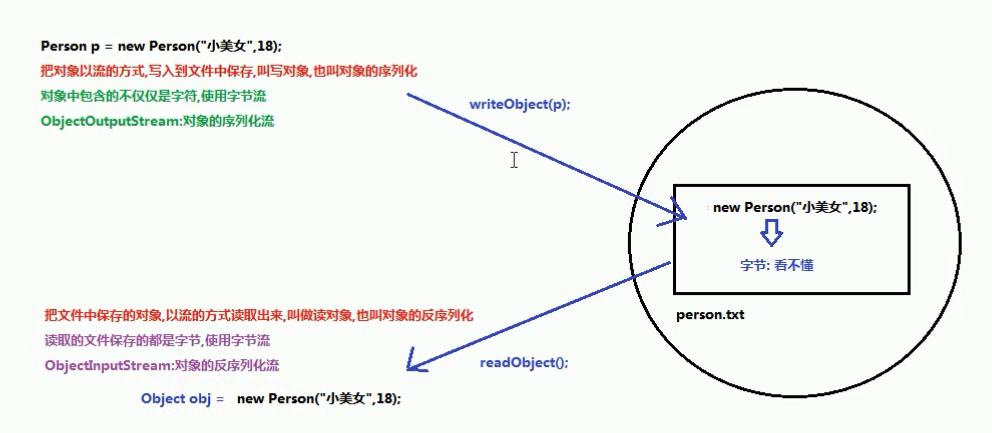 Person p = new Person("小美女",18);
把对象以流的方式,写入到文件中保存,叫写对象,也叫对象的序列化
对象中包含的不仅仅是字符,使用字节流
ObjectOutputStream:对象的序列化流
writeObject(p);
new Person("小美女",18);
字节: 看不懂
person.txt
把文件中保存的对象,以流的方式读取出来,叫做读对象,也叫对象的反序列化
读取的文件保存的都是字节,使用字节流
ObjectInputStream:对象的反序列化流
readObject();
Object obj = new Person("小美女",18);